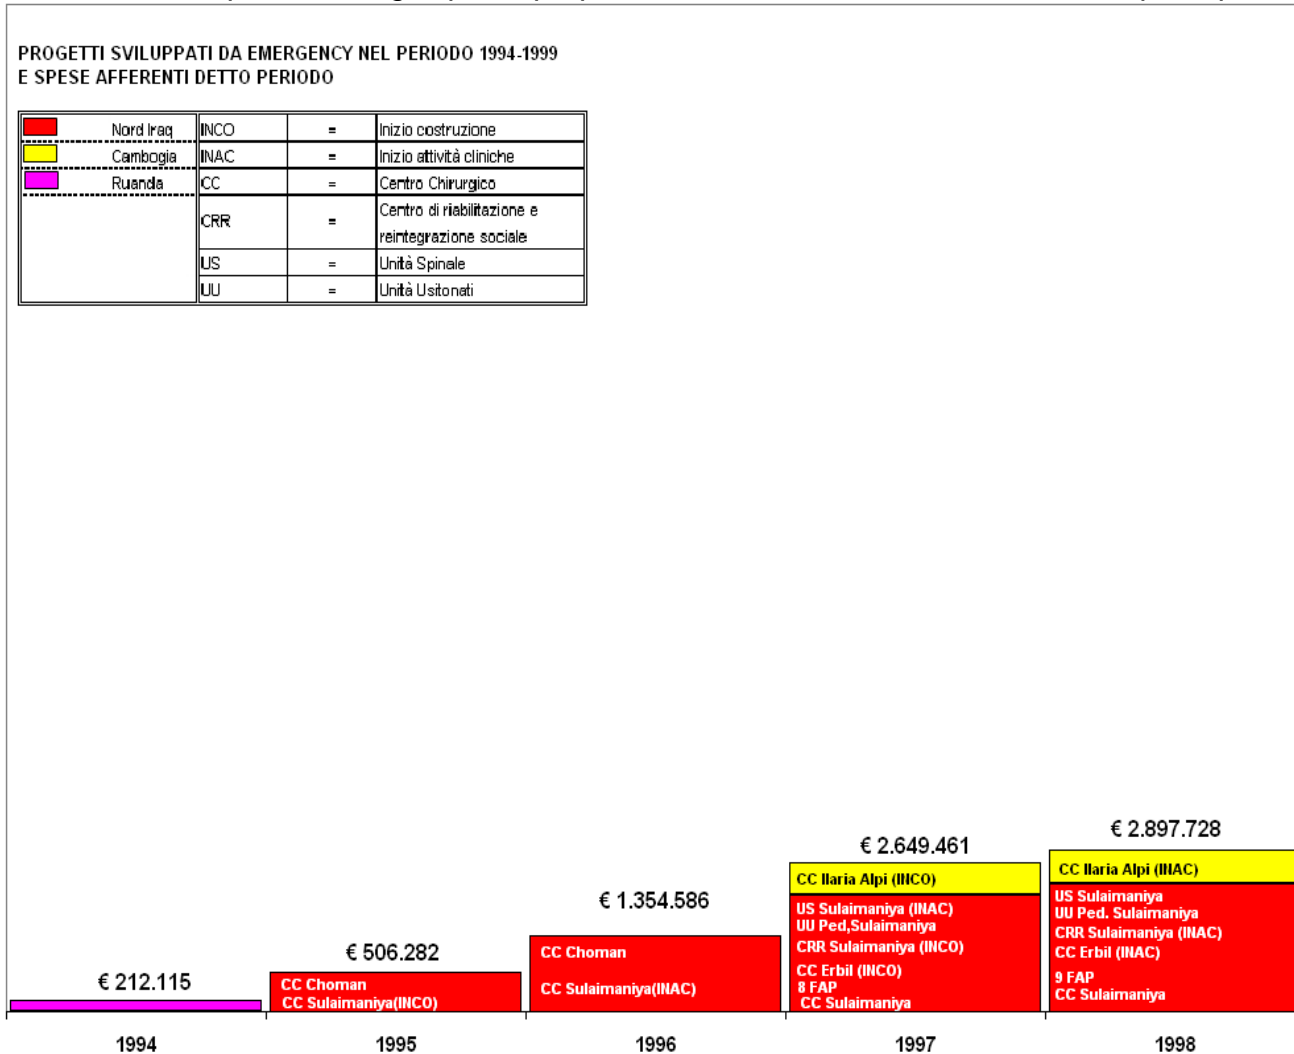 PROGETTI SVILUPPATI DA EMERGENCY NEL PERIODO 1994-1999
E SPESE AFFERENTI DETTO PERIODO
Nord Iraq INCO = Inizio costruzione
Cambogia INAC = Inizio attività cliniche
Ruanda CC = Centro Chirurgico
CRR = Centro di riabilitazione e
reintegrazione sociale
US = Unità Spinale
UU = Unità Usitonati
€ 2.897.728
€ 2.649.461
CC Ilaria Alpi (INAC)
CC Ilaria Alpi (INCO)
US Sulaimaniya
UU Ped. Sulaimaniya
CRR Sulaimaniya (INAC)
CC Erbil (INAC)
9 FAP
CC Sulaimaniya
€ 1.354.586
US Sulaimaniya (INAC)
UU Ped,Sulaimaniya
CRR Sulaimaniya (INCO)
CC Erbil (INCO)
8 FAP
CC Sulaimaniya
€ 506.282
CC Choman
CC Sulaimaniya(INAC)
€ 212.115
CC Choman
CC Sulaimaniya(INCO)
1994 1995 1996 1997 1998